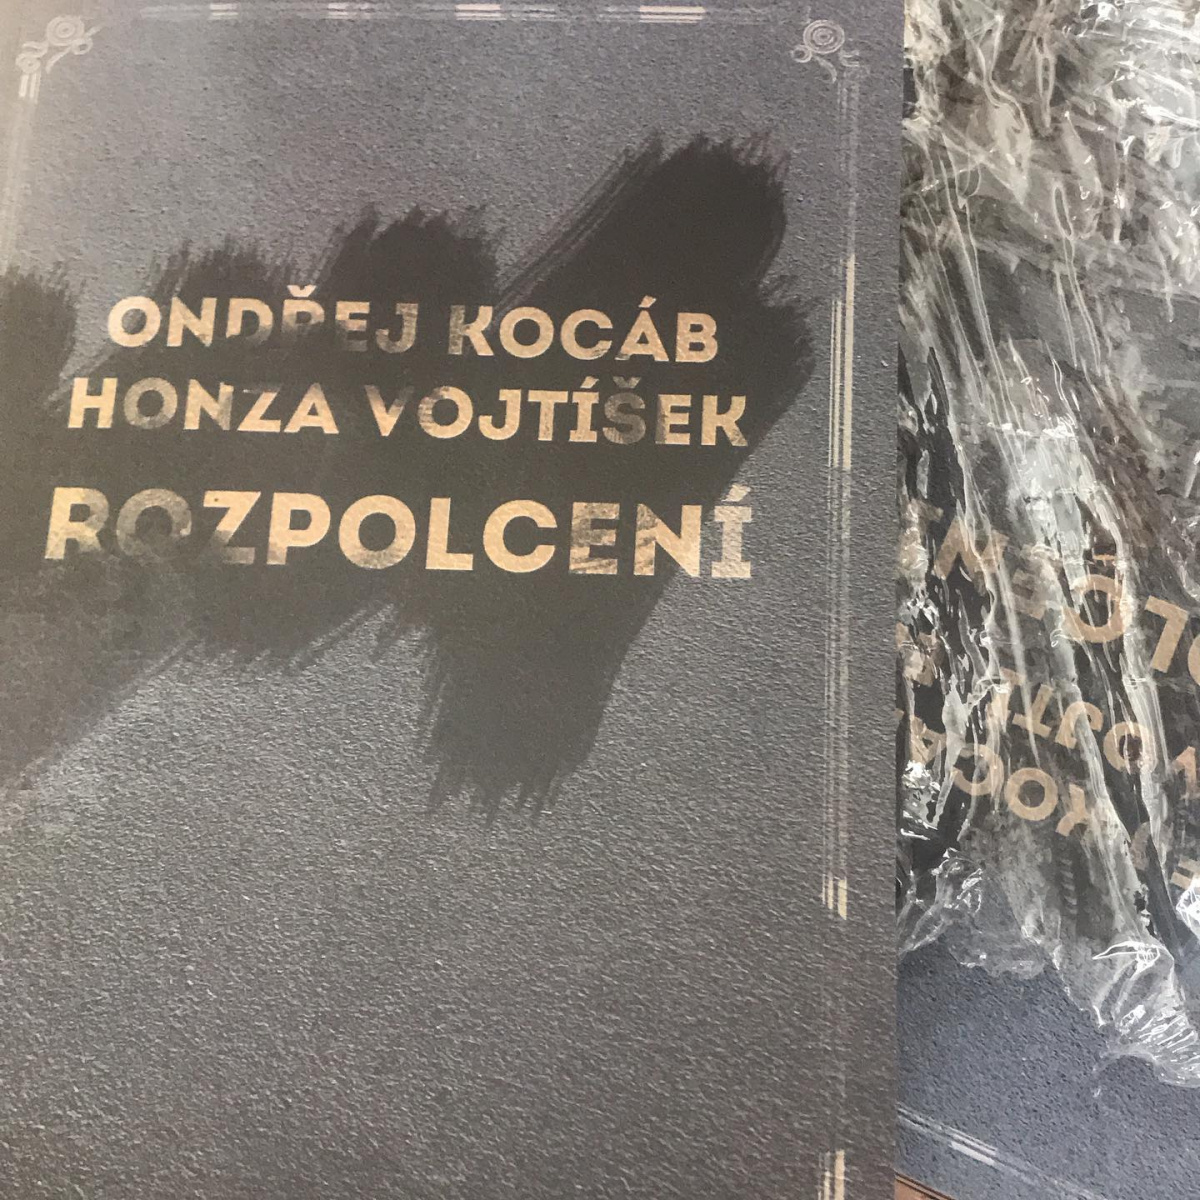 ONDŘEJ KOCÁB
HONZA VOJTÍŠEK
ROZPOLCENÍ